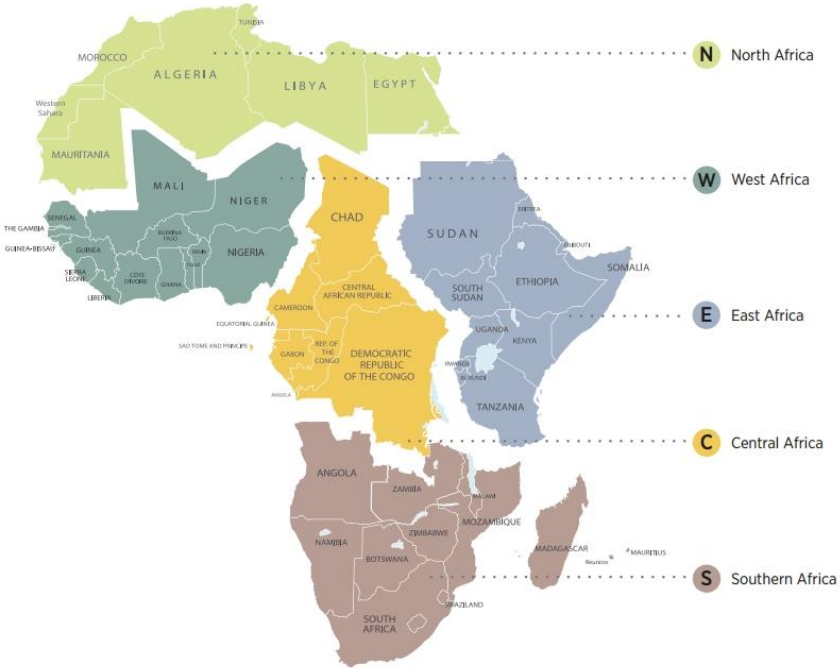 TUNISIA
MOROCCO
ALGERIA
LIBYA
EGYPT
Western
Sahara
MAURITANIA
N North Africa
MALI
NIGER
SENEGAL
THE GAMBIA
GUINEA-BISSAU
GUINEA
SIERRA
LEONE
LIBERIA
CÔTE
D'IVOIRE
BURKINA
FASO
GHANA
TOGO
BENIN
NIGERIA
W West Africa
CHAD
CENTRAL
AFRICAN REPUBLIC
CAMEROON
EQUATORIAL GUINEA
SAO TOME AND PRINCIPE
GABON
REP. OF
THE
CONGO
DEMOCRATIC
REPUBLIC
OF THE CONGO
ANGOLA
SUDAN
ERITREA
DJIBOUTI
SOMALIA
ETHIOPIA
SOUTH
SUDAN
UGANDA
KENYA
RWANDA
BURUNDI
TANZANIA
E East Africa
C Central Africa
ANGOLA
ZAMBIA
MALAWI
MOZAMBIQUE
ZIMBABWE
NAMIBIA
BOTSWANA
SWAZILAND
SOUTH
AFRICA
MADAGASCAR
Reunion
MAURITIUS
S Southern Africa